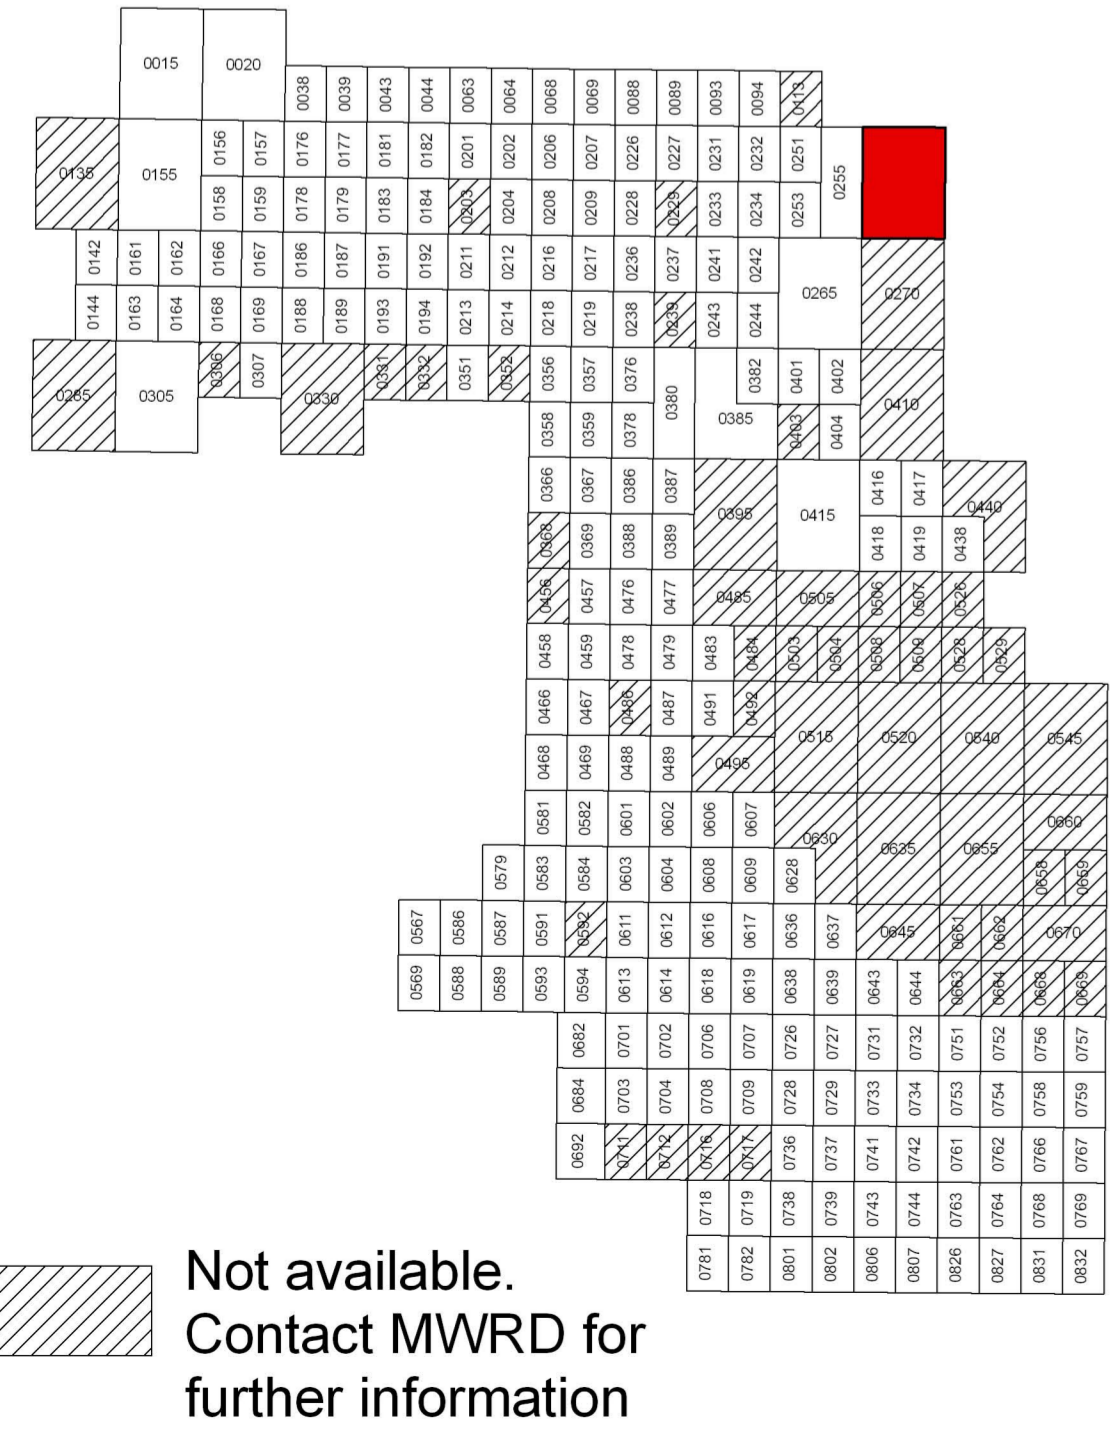 0015 0020
0038 0039 0043 0044 0063 0064 0068 0069 0088 0089 0093 0094 0113
0135 0155 0156 0157 0176 0177 0181 0182 0201 0202 0206 0207 0226 0227 0231 0232 0251 0255
0158 0159 0178 0179 0183 0184 0203 0204 0208 0209 0228 0229 0233 0234 0253
0142 0161 0162 0166 0167 0186 0187 0191 0192 0211 0212 0216 0217 0236 0237 0241 0242 0265 0270
0144 0163 0164 0168 0169 0188 0189 0193 0194 0213 0214 0218 0219 0238 0239 0243 0244
0285 0305 0306 0307 0330 0331 0332 0351 0352 0356 0357 0376 0380 0385 0382 0401 0402 0410
0358 0359 0378 0403 0404
0366 0367 0386 0387 0395 0415 0416 0417 0440
0368 0369 0388 0389 0418 0419 0438
0456 0457 0476 0477 0485 0505 0506 0507 0526
0458 0459 0478 0479 0483 0484 0503 0504 0508 0509 0528 0529
0466 0467 0486 0487 0491 0492 0515 0520 0540 0545
0468 0469 0488 0489 0495
0581 0582 0601 0602 0606 0607 0630 0635 0655 0660
0579 0583 0584 0603 0604 0608 0609 0628 0658 0659
0567 0586 0587 0591 0592 0611 0612 0616 0617 0636 0637 0645 0661 0662 0670
0569 0588 0589 0593 0594 0613 0614 0618 0619 0638 0639 0643 0644 0663 0664 0668 0669
0682 0701 0702 0706 0707 0726 0727 0731 0732 0751 0752 0756 0757
0684 0703 0704 0708 0709 0728 0729 0733 0734 0753 0754 0758 0759
0692 0711 0712 0716 0717 0736 0737 0741 0742 0761 0762 0766 0767
0718 0719 0738 0739 0743 0744 0763 0764 0768 0769
0781 0782 0801 0802 0806 0807 0826 0827 0831 0832
Not available.
Contact MWRD for
further information